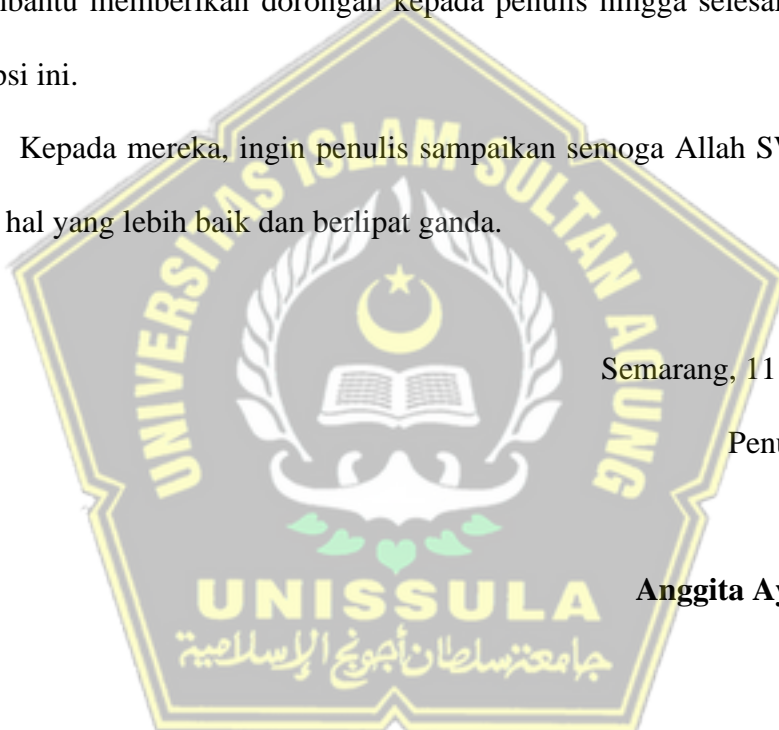 memberikan dorongan kepada penulis hingga
ini.
Kepada mereka, ingin penulis sampaikan semoga Allah
hal yang lebih baik dan berlipat ganda.
Semarang, 11
Anggita
UNIVERSITAS ISLAM SULTAN AGUNG
UNISSULA
جامعة سلطان أجونج الإسلامية